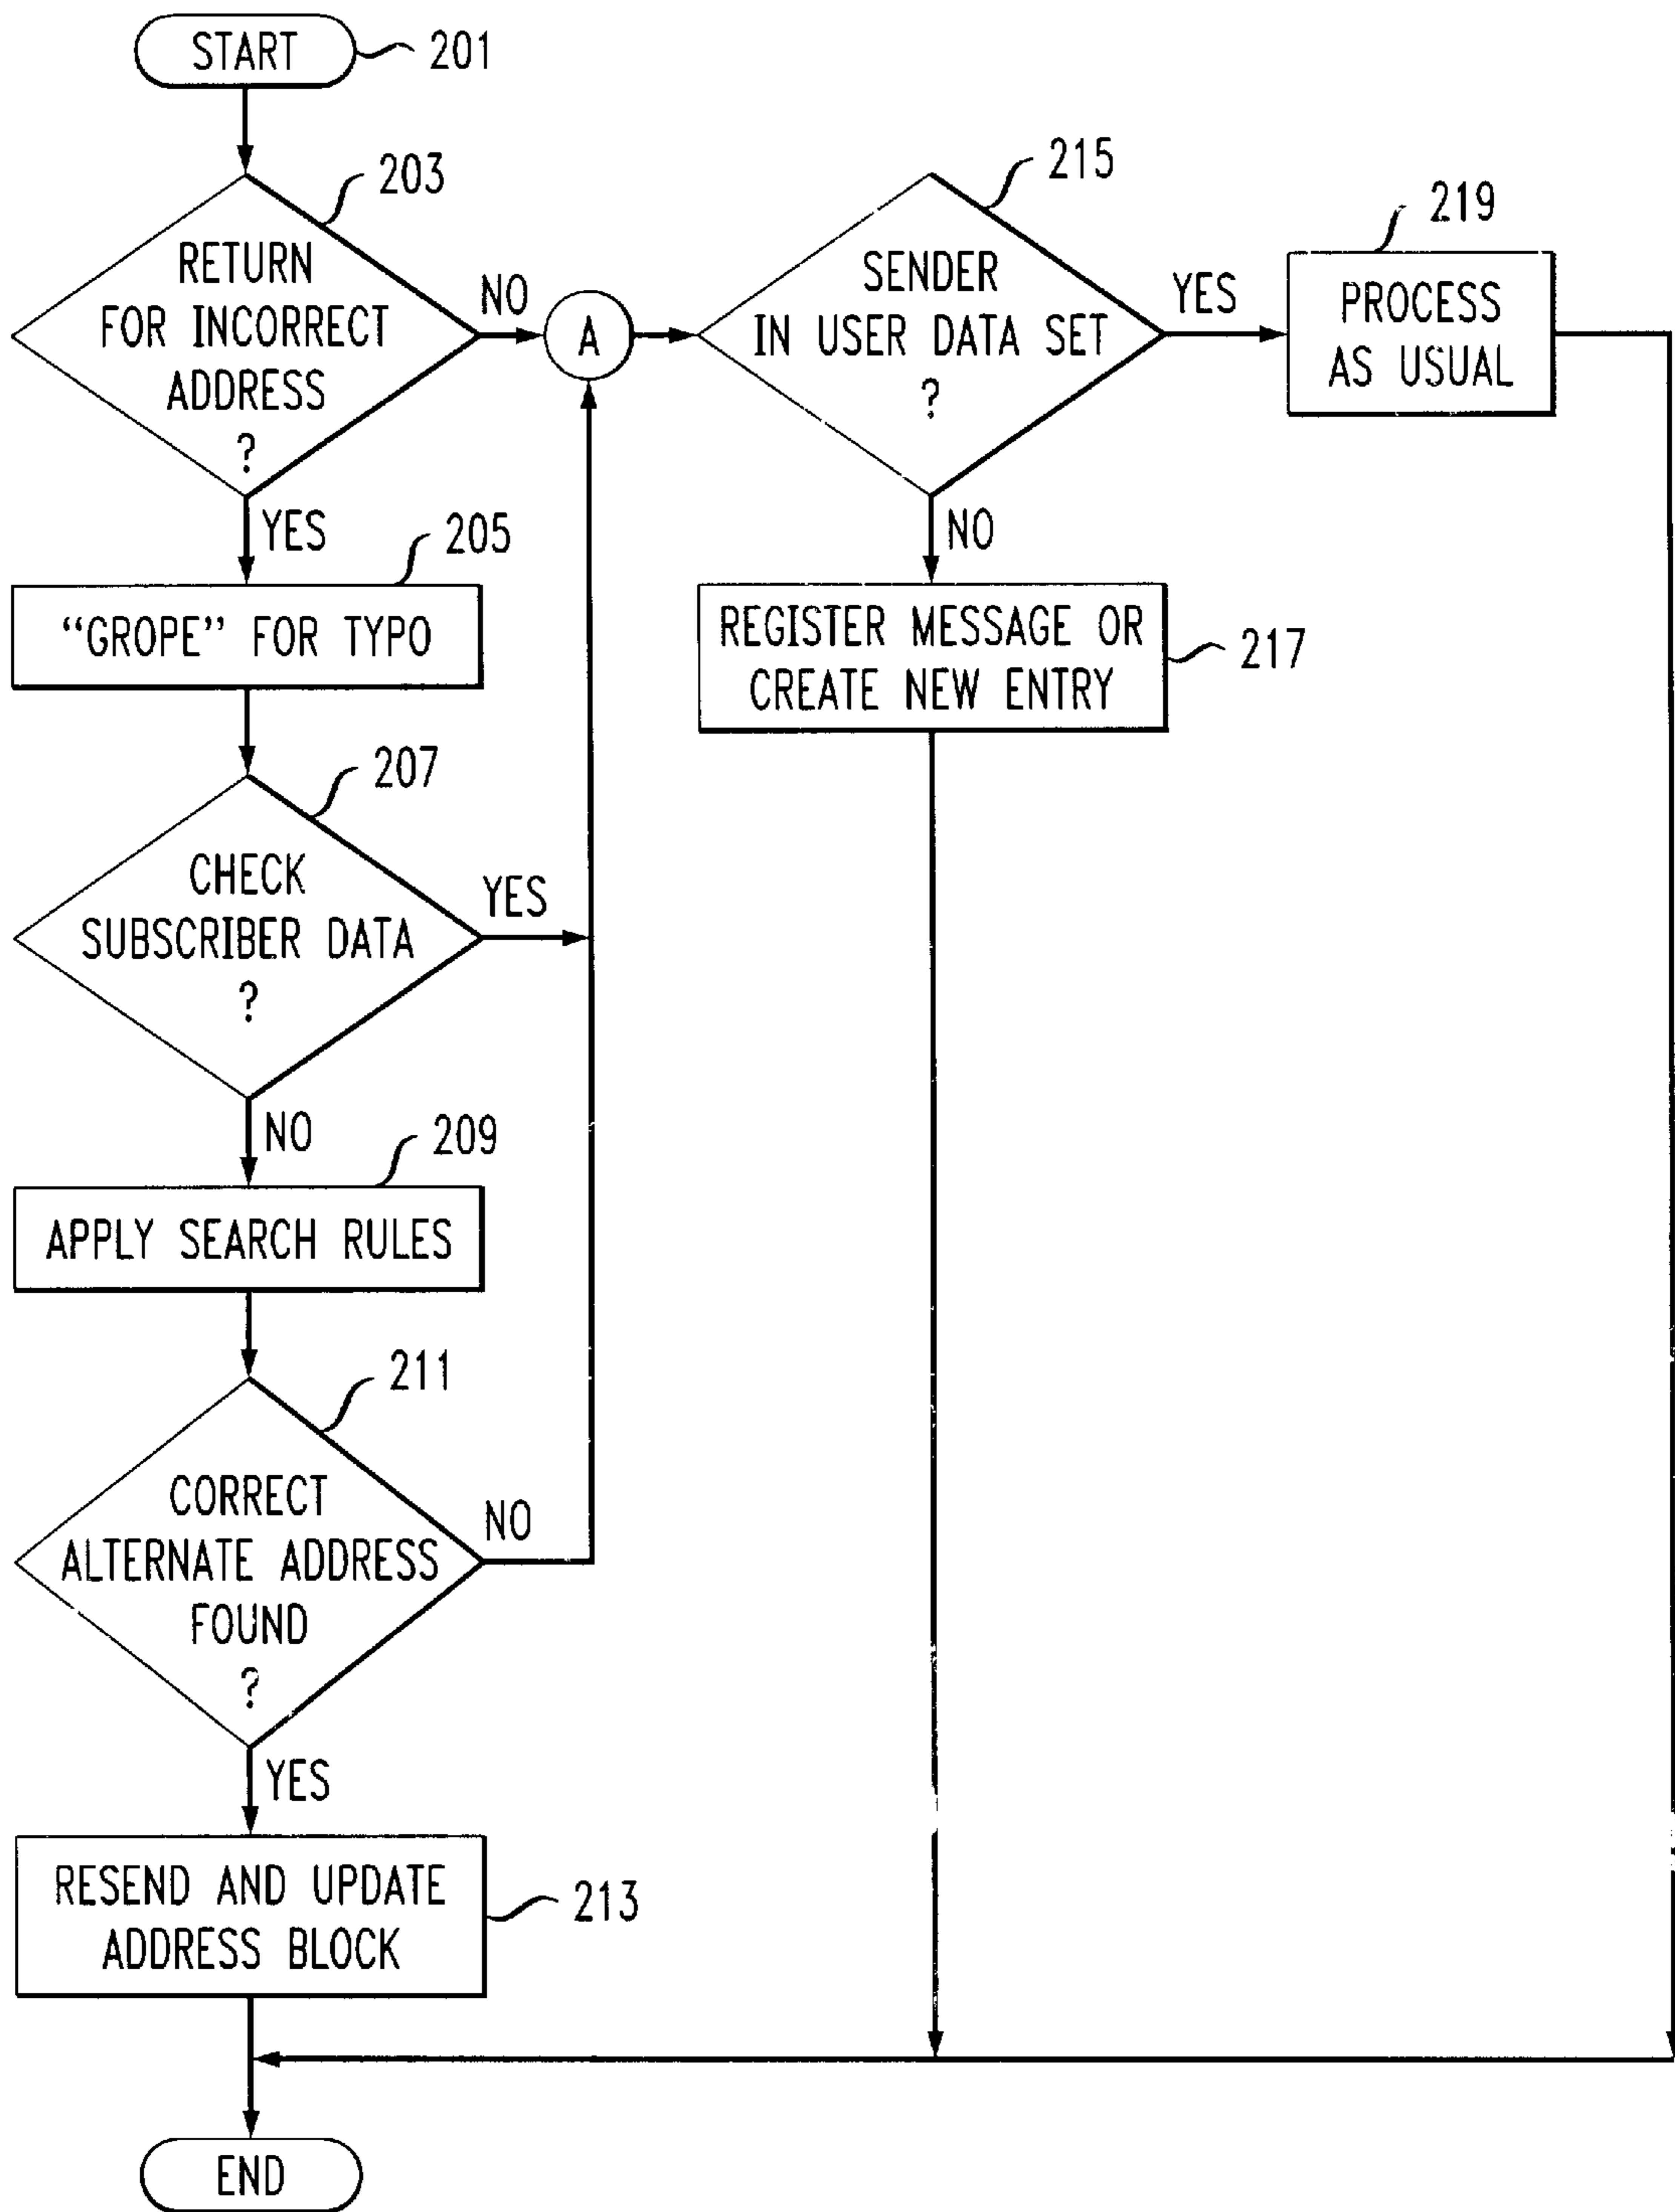 START
201
203
RETURN
FOR INCORRECT
ADDRESS
?
NO
A
YES
205
“GROPE” FOR TYPO
207
CHECK
SUBSCRIBER DATA
?
YES
NO
209
APPLY SEARCH RULES
211
CORRECT
ALTERNATE ADDRESS
FOUND
?
NO
YES
RESEND AND UPDATE
ADDRESS BLOCK
213
END
215
SENDER
IN USER DATA SET
?
YES
219
PROCESS
AS USUAL
NO
REGISTER MESSAGE OR
CREATE NEW ENTRY
217